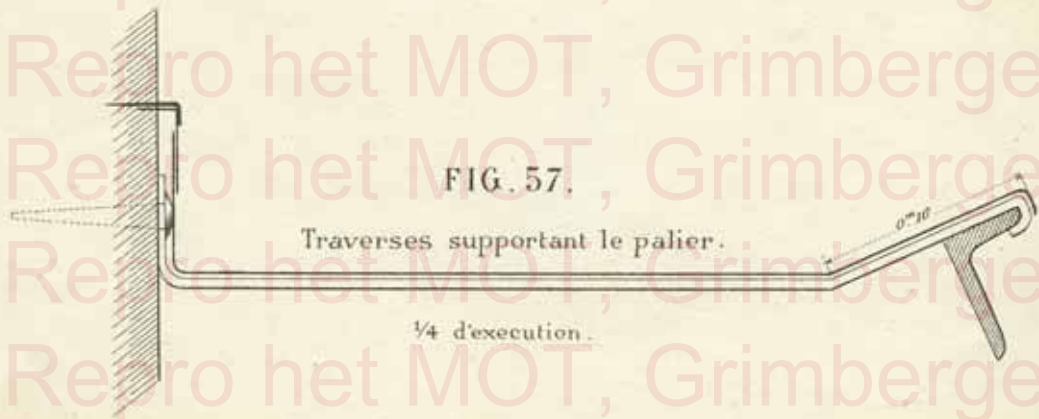 Repro het MOT, Grimberge
Repro het MOT, Grimberge
FIG. 57.
0ᵐ10
Traverses supportant le palier.
Repro het MOT, Grimberge
¼ d'execution.
Repro het MOT, Grimberge